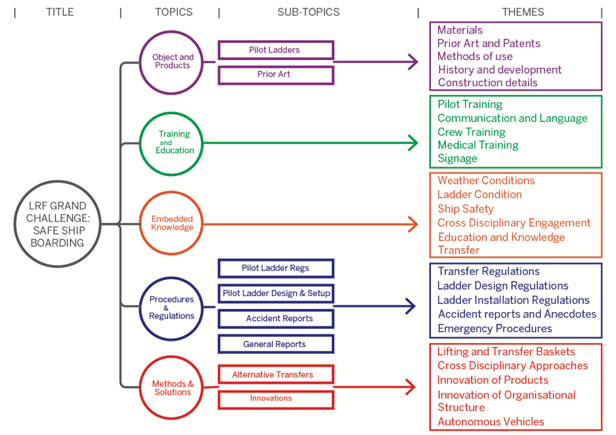 TITLE
TOPICS
SUB-TOPICS
THEMES
LRF GRAND
CHALLENGE:
SAFE SHIP
BOARDING
Object and
Products
Pilot Ladders
Prior Art
Materials
Prior Art and Patents
Methods of use
History and development
Construction details
Training
and
Education
Pilot Training
Communication and Language
Crew Training
Medical Training
Signage
Embedded
Knowledge
Weather Conditions
Ladder Condition
Ship Safety
Cross Disciplinary Engagement
Education and Knowledge
Transfer
Procedures
&
Regulations
Pilot Ladder Regs
Pilot Ladder Design & Setup
Accident Reports
General Reports
Transfer Regulations
Ladder Design Regulations
Ladder Installation Regulations
Accident reports and Anecdotes
Emergency Procedures
Methods &
Solutions
Alternative Transfers
Innovations
Lifting and Transfer Baskets
Cross Disciplinary Approaches
Innovation of Products
Innovation of Organisational
Structure
Autonomous Vehicles